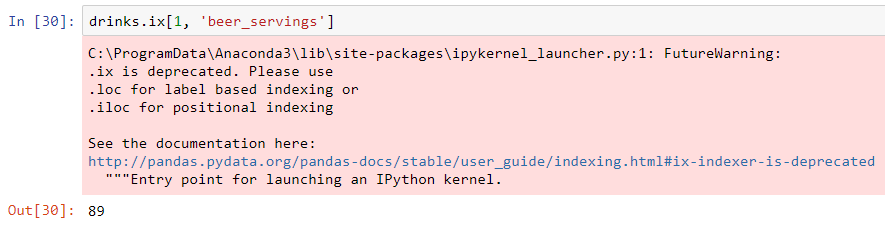 In [30]: drinks.ix[1, 'beer_servings']
C:\ProgramData\Anaconda3\lib\site-packages\ipykernel_launcher.py:1: FutureWarning:
.ix is deprecated. Please use
.loc for label based indexing or
.iloc for positional indexing
See the documentation here:
http://pandas.pydata.org/pandas-docs/stable/user_guide/indexing.html#ix-indexer-is-deprecated
"""Entry point for launching an IPython kernel.
Out[30]: 89